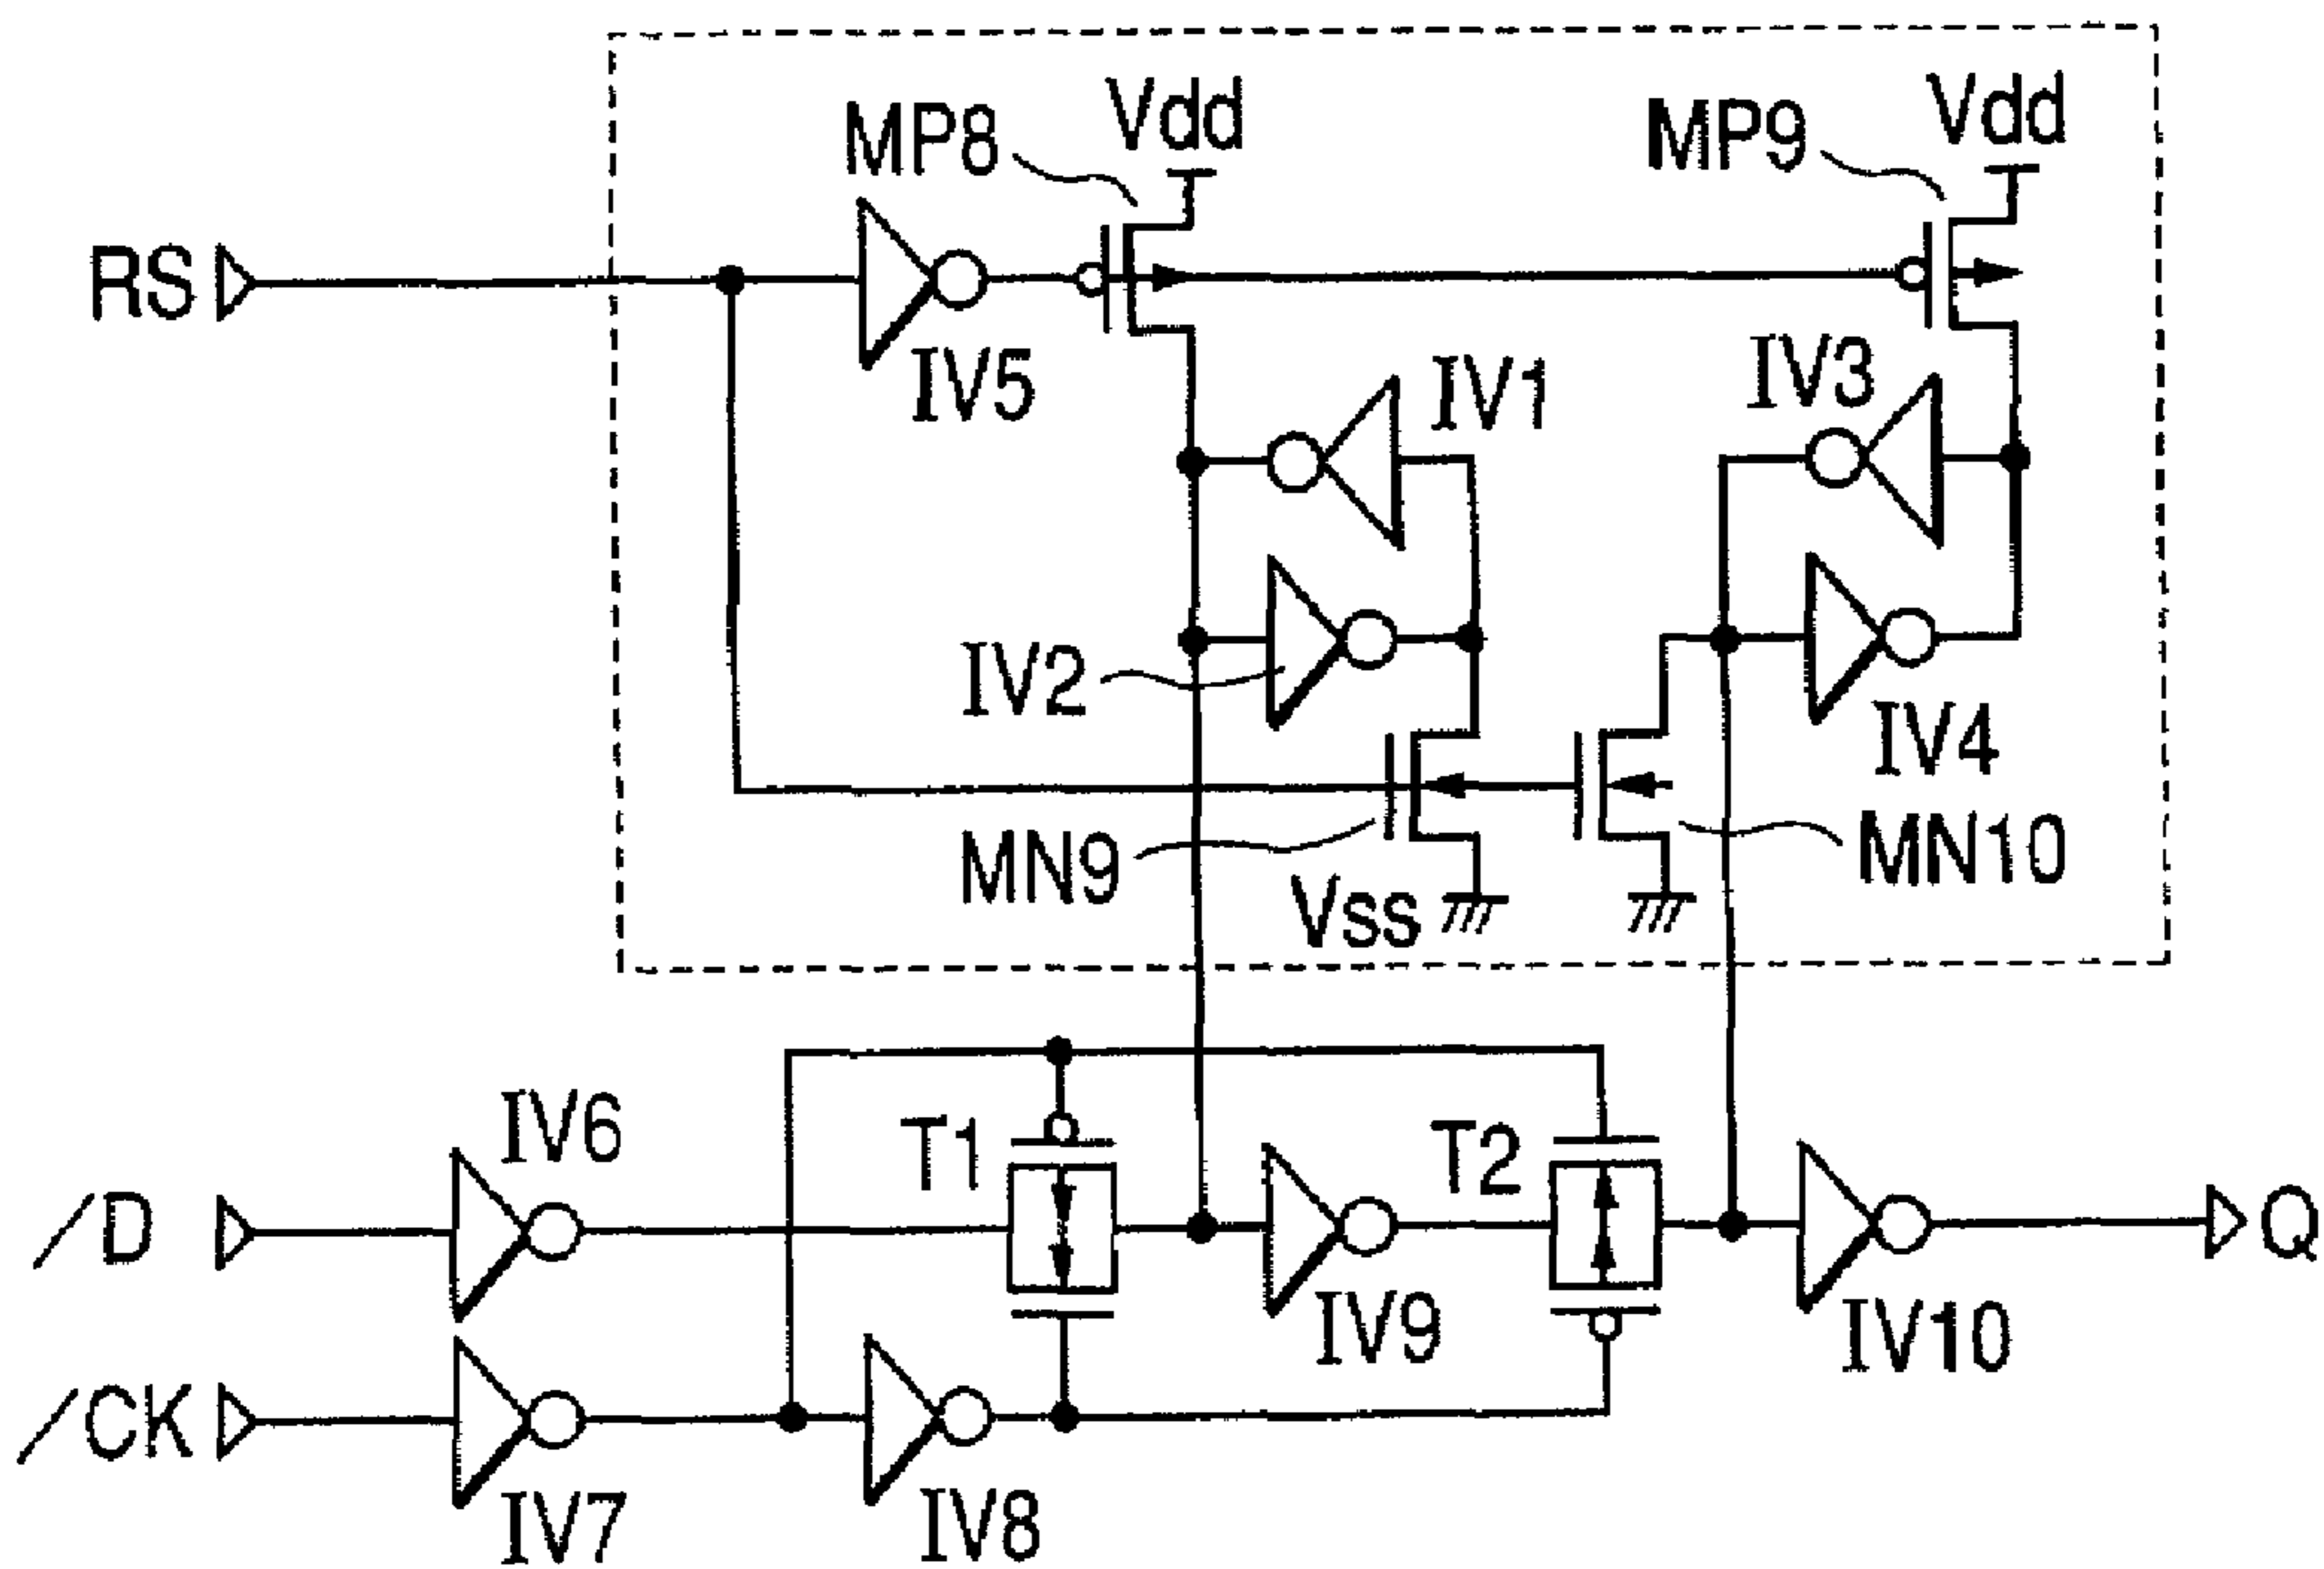 Vdd
Vdd
MP8
MP9
RS
IV5
IV1
IV3
IV2
IV4
MN9
Vss
MN10
IV6
T1
T2
/D
Q
IV9
IV10
/CK
IV7
IV8